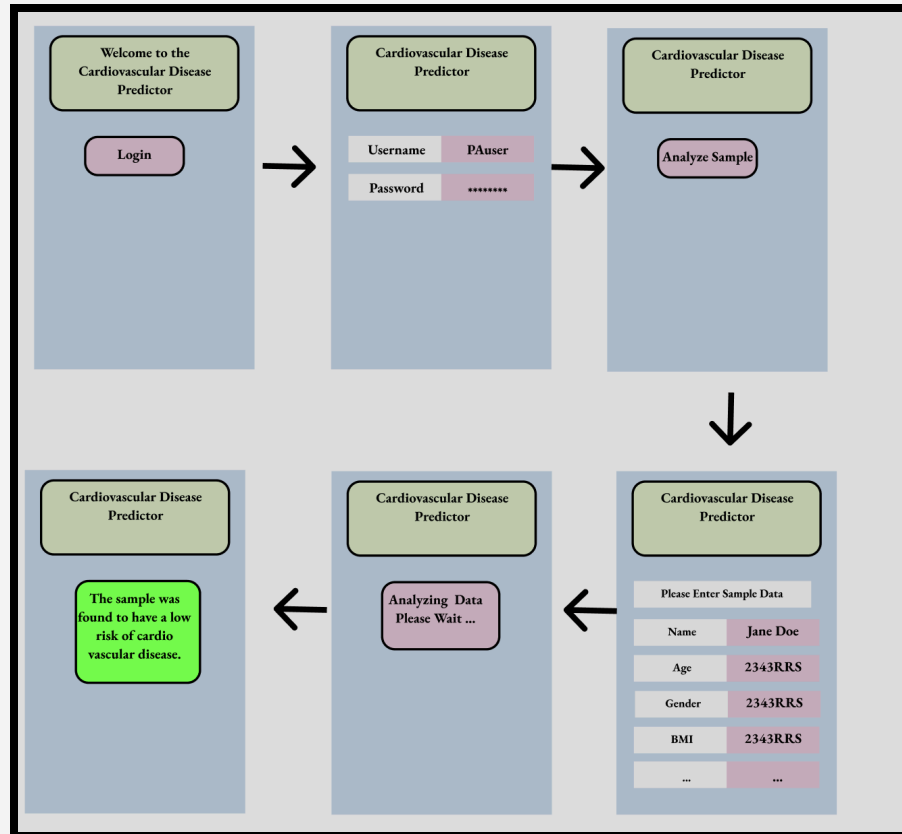 Welcome to the
Cardiovascular Disease
Predictor
Login
Cardiovascular Disease
Predictor
Username PAuser
Password ********
Cardiovascular Disease
Predictor
Analyze Sample
Cardiovascular Disease
Predictor
Please Enter Sample Data
Name Jane Doe
Age 2343RRS
Gender 2343RRS
BMI 2343RRS
... ...
Cardiovascular Disease
Predictor
Analyzing Data
Please Wait ...
Cardiovascular Disease
Predictor
The sample was
found to have a low
risk of cardio
vascular disease.